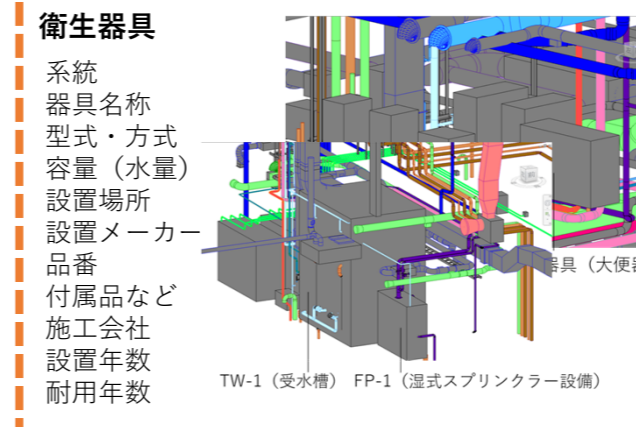 衛生器具
系統
器具名称
型式・方式
容量（水量）
設置場所
設置メーカー
品番
付属品など
施工会社
設置年数
耐用年数
器具（大便器
TW-1（受水槽）
FP-1（湿式スプリンクラー設備）